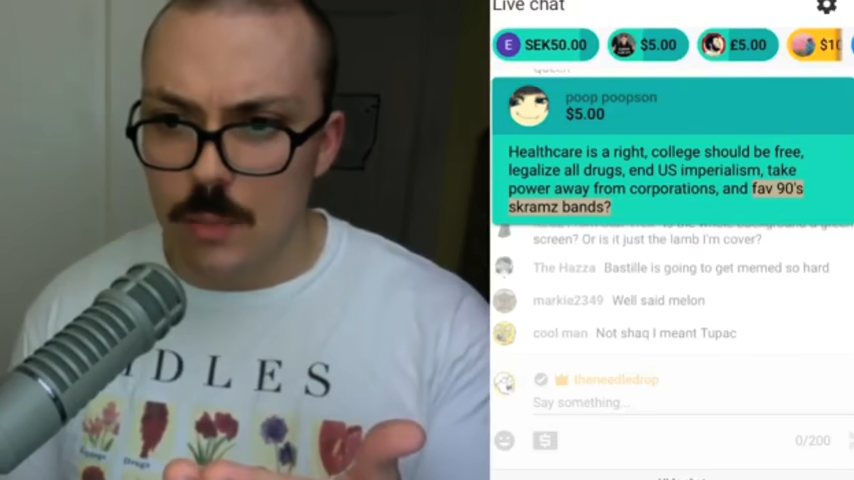 Live chat
E SEK50.00 $5.00 £5.00
poop poopson
$5.00
Healthcare is a right, college should be free,
legalize all drugs, end US imperialism, take
power away from corporations, and fav 90's
skramz bands?
screen? Or is it just the lamb I'm cover?
The Hazza Bastille is going to get memed so hard
markie2349 Well said melon
cool man Not shaq I meant Tupac
theneedledrop
Say something...
0/200
IDLES
Drugs